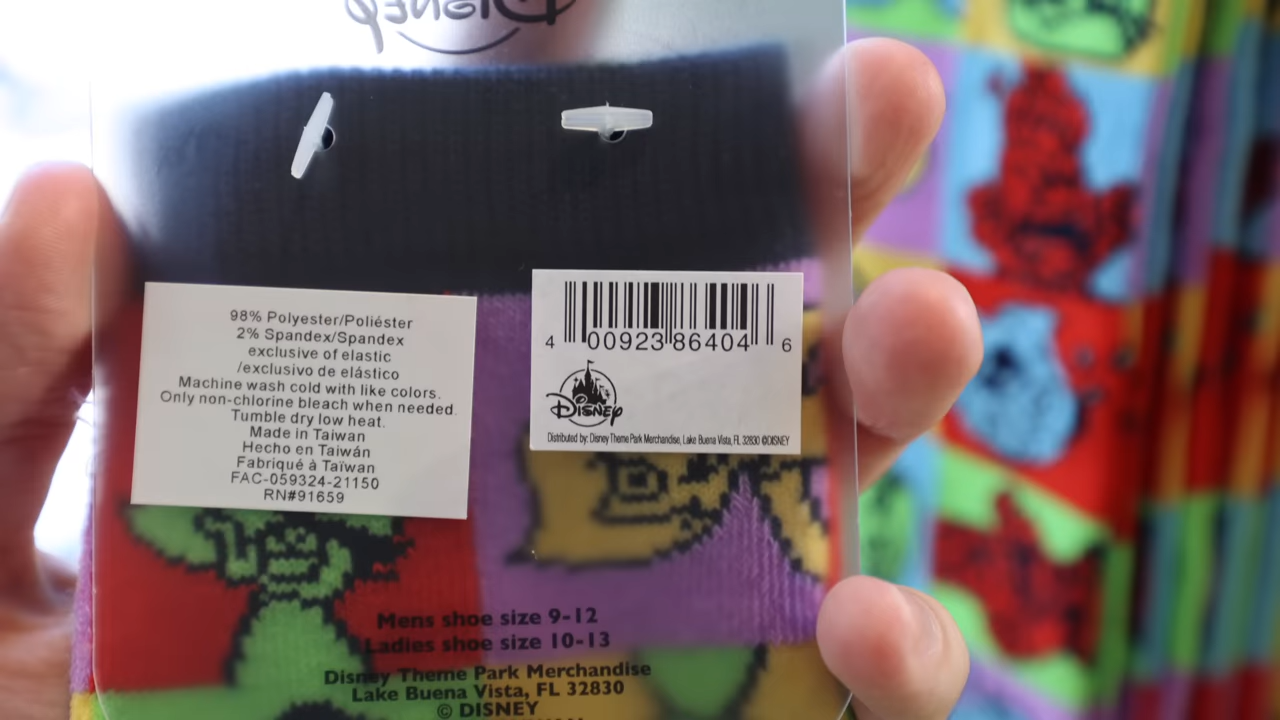 Disney
98% Polyester/Poliéster
2% Spandex/Spandex
exclusive of elastic
/exclusivo de elástico
Machine wash cold with like colors.
Only non-chlorine bleach when needed.
Tumble dry low heat.
Made in Taiwan
Hecho en Taiwán
Fabriqué à Taïwan
FAC-059324-21150
RN#91659
4 00923 86404 6
Disney
Distributed by: Disney Theme Park Merchandise, Lake Buena Vista, FL 32830 ©DISNEY
Mens shoe size 9-12
Ladies shoe size 10-13
Disney Theme Park Merchandise
Lake Buena Vista, FL 32830
© DISNEY